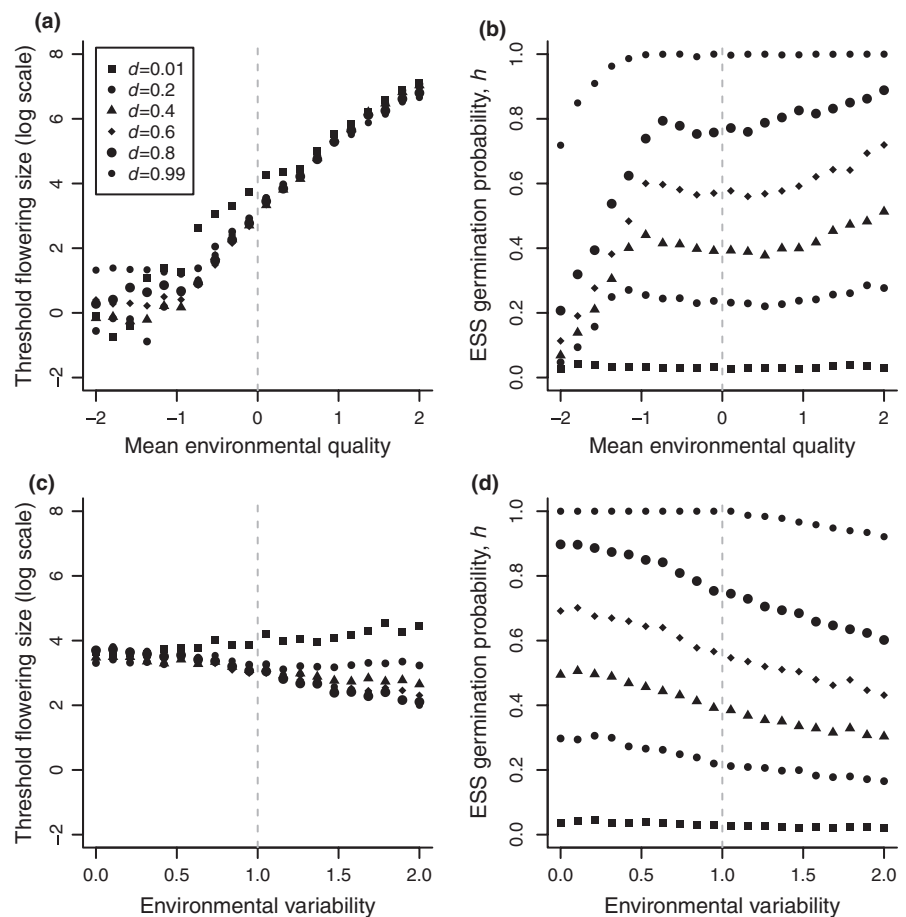 (a)
Threshold flowering size (log scale)
8
6
4
2
0
−2
d=0.01
d=0.2
d=0.4
d=0.6
d=0.8
d=0.99
−2 −1 0 1 2
Mean environmental quality
(b)
ESS germination probability, h
1.0
0.8
0.6
0.4
0.2
0.0
−2 −1 0 1 2
Mean environmental quality
(c)
Threshold flowering size (log scale)
8
6
4
2
0
−2
0.0 0.5 1.0 1.5 2.0
Environmental variability
(d)
ESS germination probability, h
1.0
0.8
0.6
0.4
0.2
0.0
0.0 0.5 1.0 1.5 2.0
Environmental variability